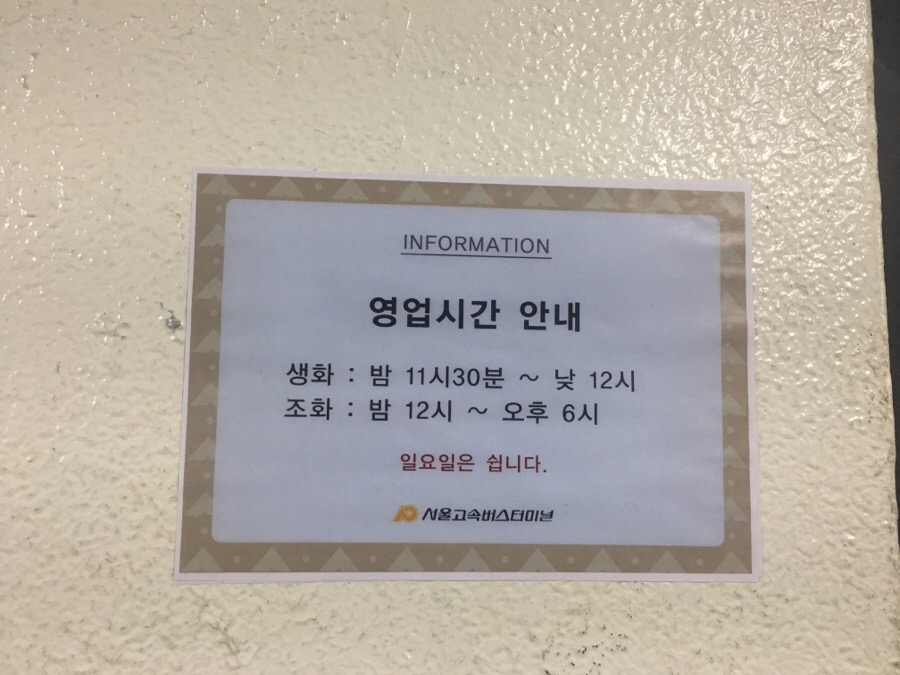 INFORMATION
영업시간 안내
생화 : 밤 11시30분 ~ 낮 12시
조화 : 밤 12시 ~ 오후 6시
일요일은 쉽니다.
서울고속버스터미널